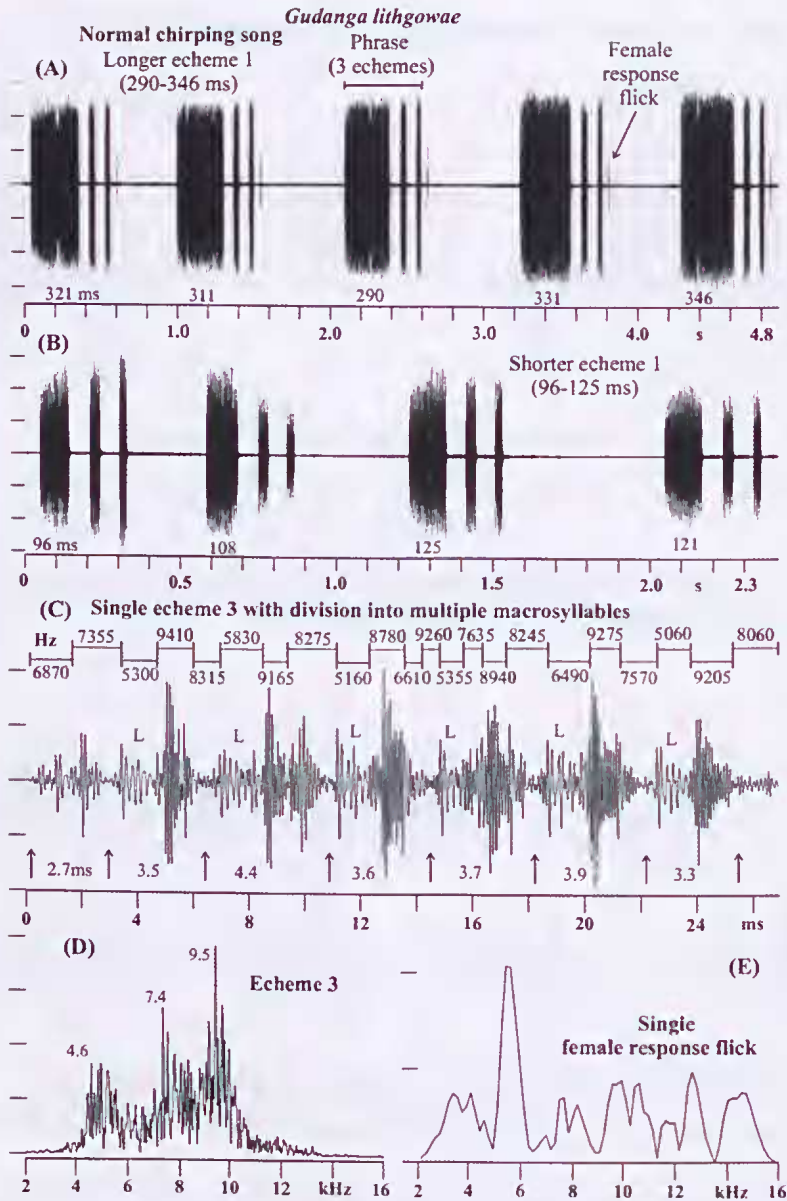 Gudanga lithgowae
Normal chirping song
(A) Longer echeme 1
(290-346 ms)
Phrase
(3 echemes)
Female
response
flick
321 ms 311 290 331 346
0 1.0 2.0 3.0 4.0 s 4.8
(B)
Shorter echeme 1
(96-125 ms)
96 ms 108 125 121
0 0.5 1.0 1.5 2.0 s 2.3
(C) Single echeme 3 with division into multiple macrosyllables
Hz 7355 9410 5830 8275 8780 9260 7635 8245 9275 5060 8060
6870 5300 8315 9165 5160 6610 5355 8940 6490 7570 9205
L L L L L L
2.7ms 3.5 4.4 3.6 3.7 3.9 3.3
0 4 8 12 16 20 24 ms
(D)
Echeme 3
4.6 7.4 9.5
2 4 6 8 10 kHz 16
(E)
Single
female response flick
2 4 6 8 10 12 kHz 16